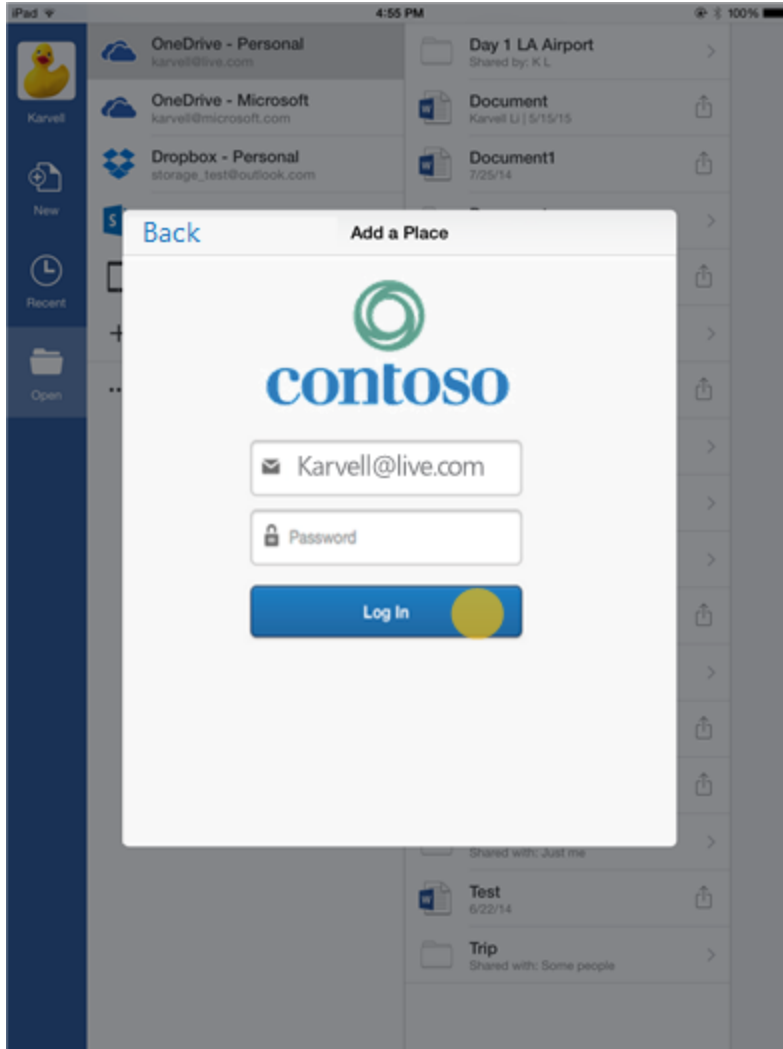 iPad
4:55 PM
100%
Karvell
New
Recent
Open
OneDrive - Personal
karvell@live.com
OneDrive - Microsoft
karvell@microsoft.com
Dropbox - Personal
storage_test@outlook.com
S
Day 1 LA Airport
Shared by: K L
Document
Karvell Li | 5/15/15
Document1
7/25/14
Back
Add a Place
contoso
Karvell@live.com
Password
Log In
Shared with: Just me
Test
6/22/14
Trip
Shared with: Some people